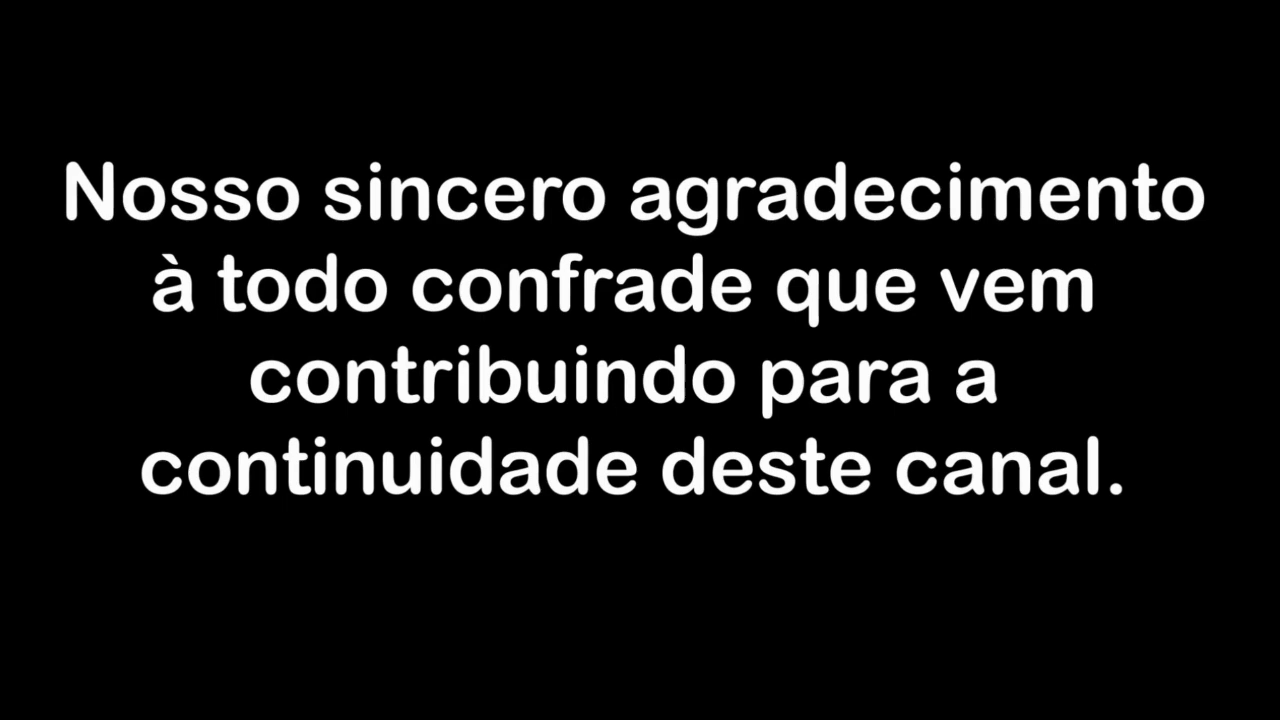 Nosso sincero agradecimento
à todo confrade que vem
contribuindo para a
continuidade deste canal.